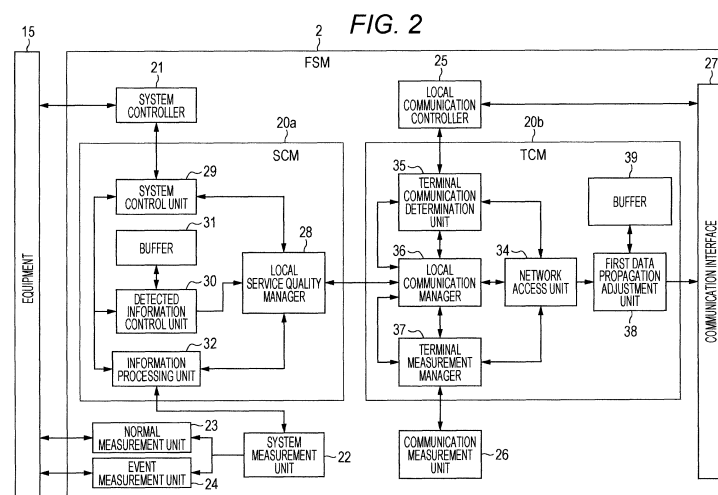 FIG. 2
15
2
FSM
21
SYSTEM
CONTROLLER
25
LOCAL
COMMUNICATION
CONTROLLER
27
20a
SCM
20b
TCM
29
SYSTEM
CONTROL UNIT
31
BUFFER
30
DETECTED
INFORMATION
CONTROL UNIT
32
INFORMATION
PROCESSING UNIT
28
LOCAL
SERVICE QUALITY
MANAGER
35
TERMINAL
COMMUNICATION
DETERMINATION UNIT
36
LOCAL
COMMUNICATION
MANAGER
37
TERMINAL
MEASUREMENT
MANAGER
34
NETWORK
ACCESS UNIT
39
BUFFER
FIRST DATA
PROPAGATION
ADJUSTMENT
UNIT
38
EQUIPMENT
COMMUNICATION INTERFACE
23
NORMAL
MEASUREMENT UNIT
EVENT
MEASUREMENT UNIT
24
SYSTEM
MEASUREMENT
UNIT
22
COMMUNICATION
MEASUREMENT
UNIT
26